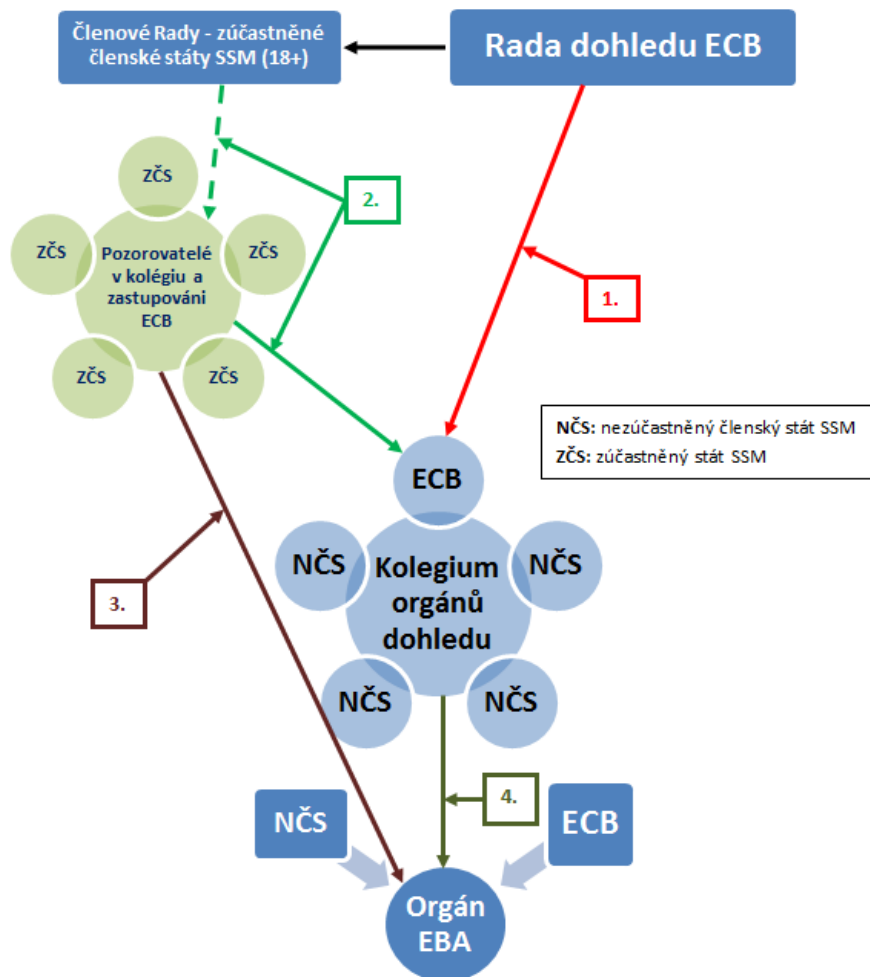 Členové Rady - zúčastněné
členské státy SSM (18+)
Rada dohledu ECB
ZČS
2.
ZČS
ZČS
Pozorovatelé
v kolégiu a
zastupováni
ECB
1.
ZČS
ZČS
NČS: nezúčastněný členský stát SSM
ZČS: zúčastněný stát SSM
ECB
NČS
NČS
Kolegium
orgánů
dohledu
3.
NČS
NČS
4.
NČS
ECB
Orgán
EBA